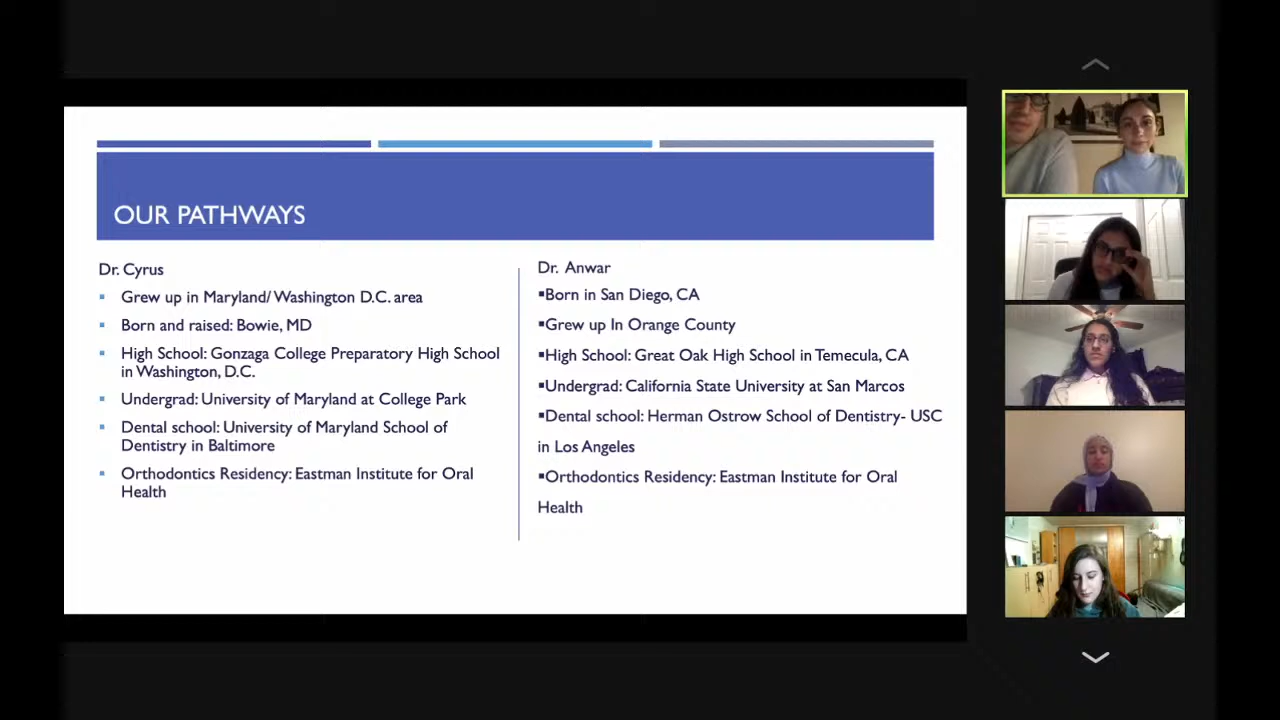 OUR PATHWAYS
Dr. Cyrus
▪ Grew up in Maryland/ Washington D.C. area
▪ Born and raised: Bowie, MD
▪ High School: Gonzaga College Preparatory High School
in Washington, D.C.
▪ Undergrad: University of Maryland at College Park
▪ Dental school: University of Maryland School of
Dentistry in Baltimore
▪ Orthodontics Residency: Eastman Institute for Oral
Health
Dr. Anwar
▪Born in San Diego, CA
▪Grew up In Orange County
▪High School: Great Oak High School in Temecula, CA
▪Undergrad: California State University at San Marcos
▪Dental school: Herman Ostrow School of Dentistry- USC
in Los Angeles
▪Orthodontics Residency: Eastman Institute for Oral
Health